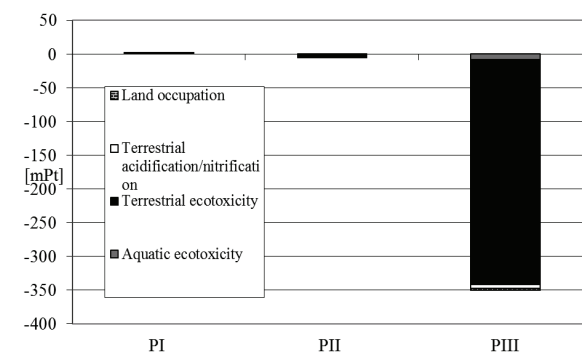 50
0
-50
-100
-150
[mPt]
-200
-250
-300
-350
-400
Land occupation
Terrestrial
acidification/nitrificati
on
Terrestrial ecotoxicity
Aquatic ecotoxicity
PI
PII
PIII